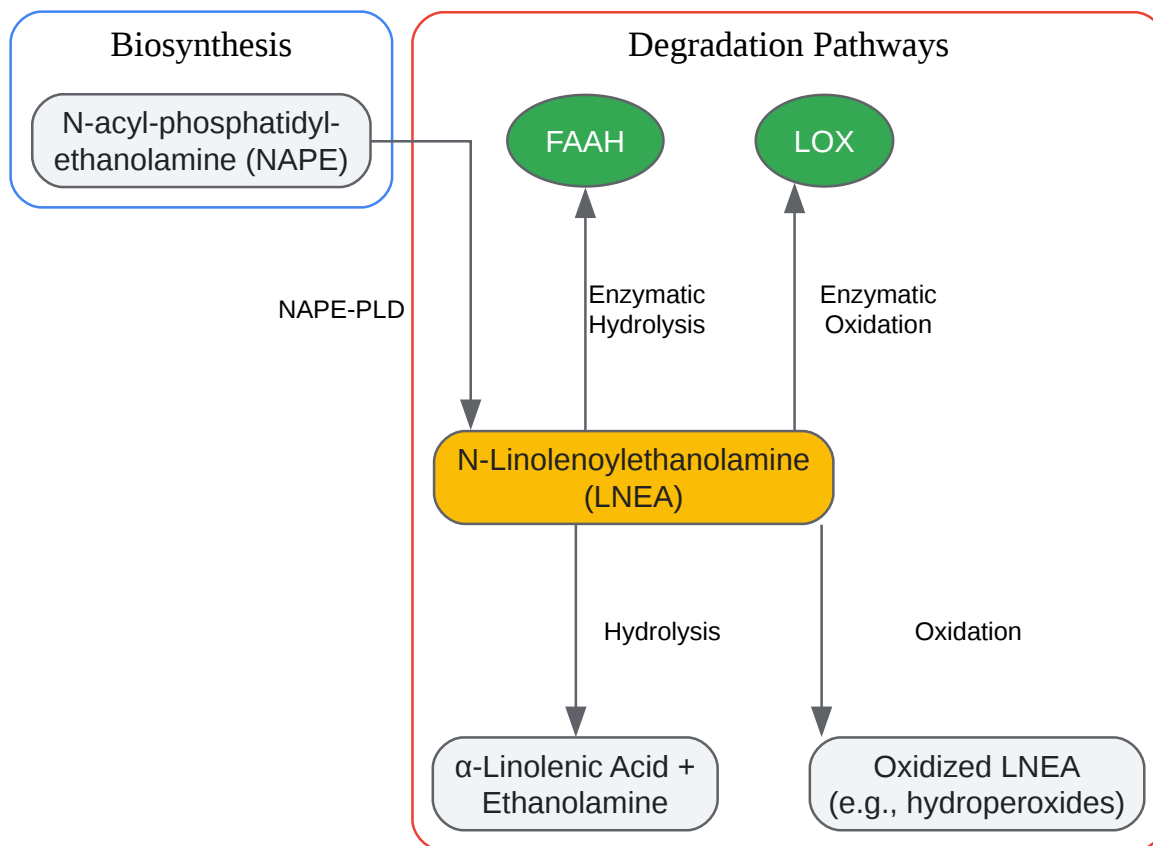 Biosynthesis
Degradation Pathways
N-acyl-phosphatidyl-
ethanolamine (NAPE)
FAAH
LOX
NAPE-PLD
Enzymatic
Hydrolysis
Enzymatic
Oxidation
N-Linolenoylethanolamine
(LNEA)
Hydrolysis
Oxidation
α-Linolenic Acid +
Ethanolamine
Oxidized LNEA
(e.g., hydroperoxides)